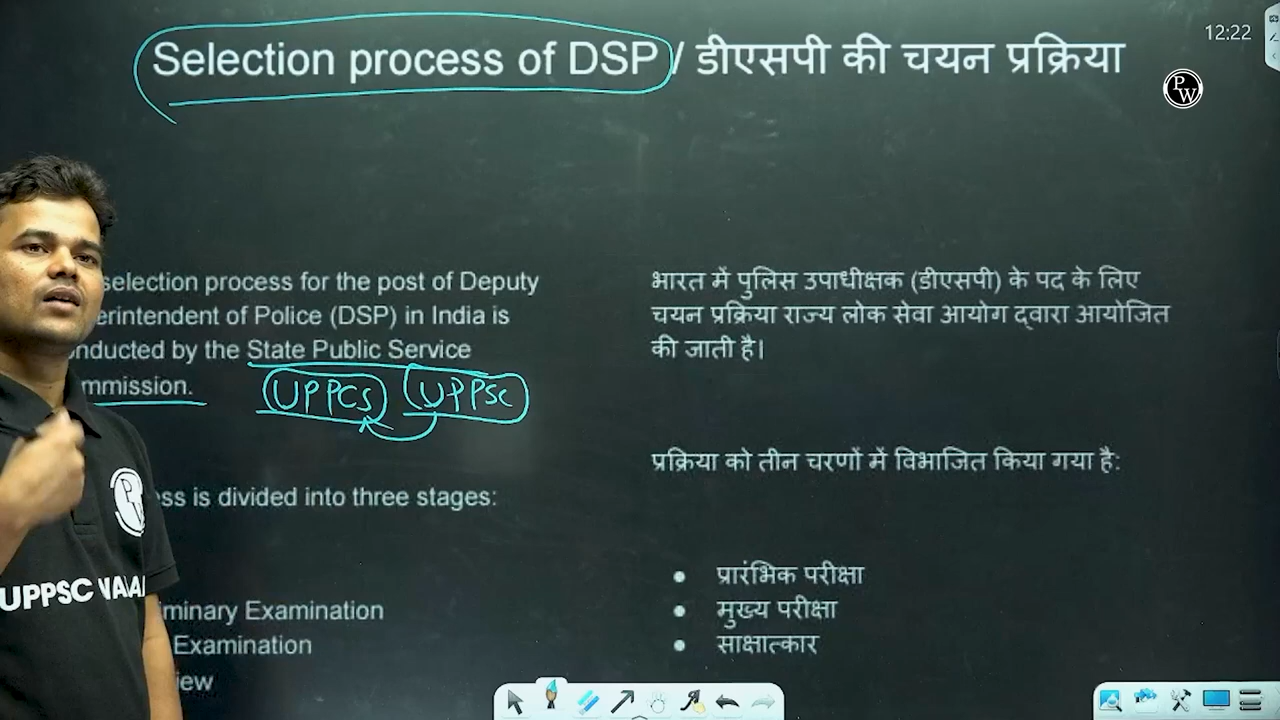 Selection process of DSP / डीएसपी की चयन प्रक्रिया
12:22
PW
selection process for the post of Deputy
erintendent of Police (DSP) in India is
nducted by the State Public Service
mmission.
UPPCS UPPSC
ess is divided into three stages:
iminary Examination
Examination
iew
भारत में पुलिस उपाधीक्षक (डीएसपी) के पद के लिए
चयन प्रक्रिया राज्य लोक सेवा आयोग द्वारा आयोजित
की जाती है।
प्रक्रिया को तीन चरणों में विभाजित किया गया है:
• प्रारंभिक परीक्षा
• मुख्य परीक्षा
• साक्षात्कार
PW
UPPSC